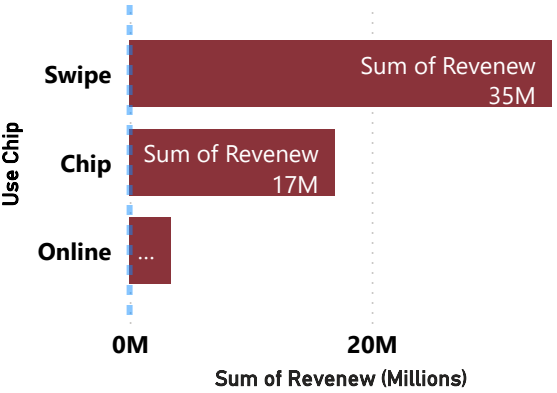 Use Chip
Swipe
Sum of Revenew
35M
Chip
Sum of Revenew
17M
Online
...
0M
20M
Sum of Revenew (Millions)